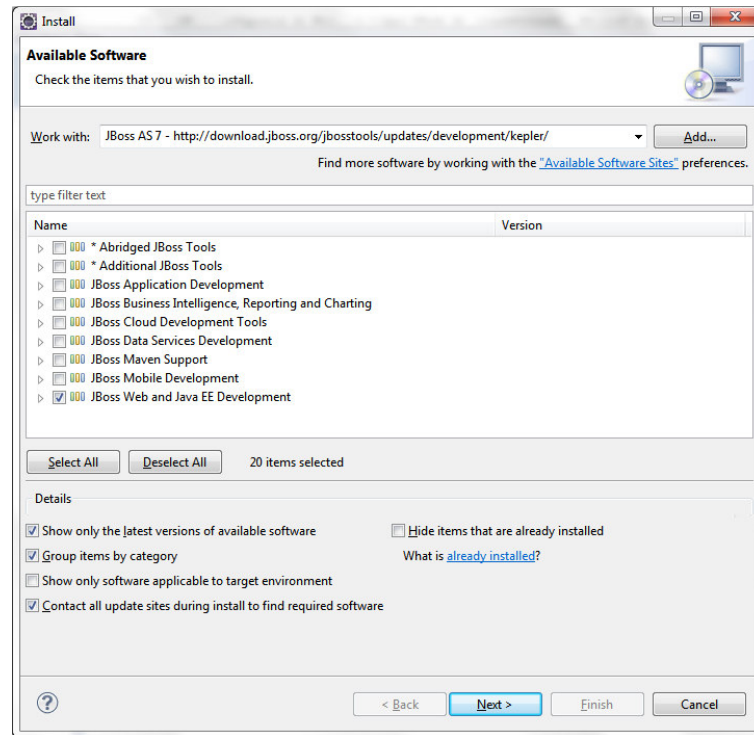 Install
Available Software
Check the items that you wish to install.
Work with: JBoss AS 7 - http://download.jboss.org/jbosstools/updates/development/kepler/ Add...
Find more software by working with the "Available Software Sites" preferences.
type filter text
Name Version
* Abridged JBoss Tools
* Additional JBoss Tools
JBoss Application Development
JBoss Business Intelligence, Reporting and Charting
JBoss Cloud Development Tools
JBoss Data Services Development
JBoss Maven Support
JBoss Mobile Development
JBoss Web and Java EE Development
Select All Deselect All 20 items selected
Details
Show only the latest versions of available software Hide items that are already installed
Group items by category What is already installed?
Show only software applicable to target environment
Contact all update sites during install to find required software
? < Back Next > Finish Cancel